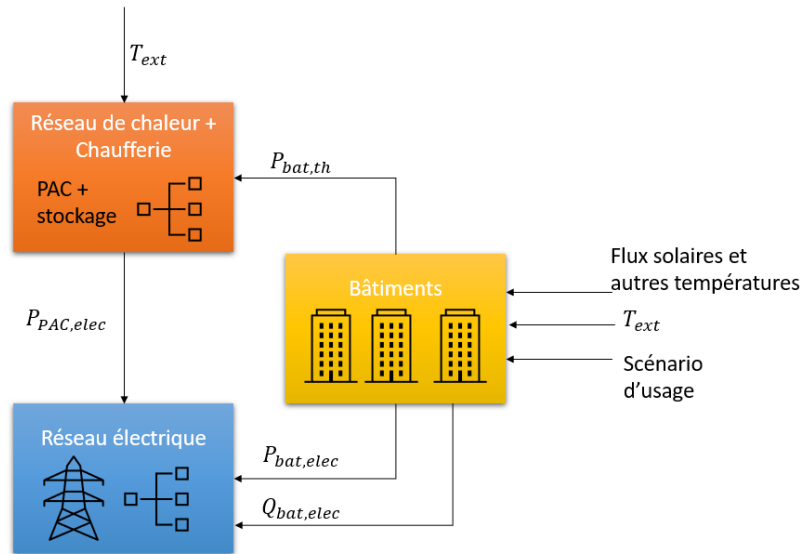 T_ext
Réseau de chaleur +
Chaufferie
PAC +
stockage
P_bat,th
Bâtiments
Flux solaires et
autres températures
T_ext
Scénario
d'usage
P_PAC,elec
Réseau électrique
P_bat,elec
Q_bat,elec